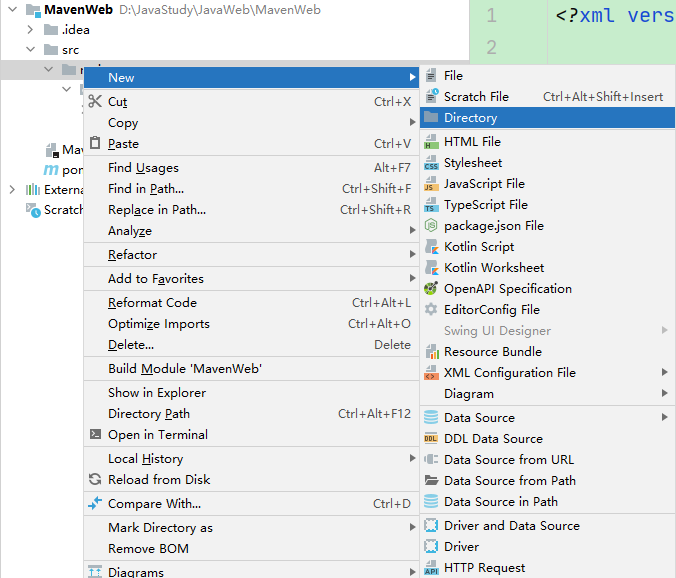 MavenWeb D:\JavaStudy\JavaWeb\MavenWeb
.idea
src
1 <?xml vers
2
External
Scratch
New
Cut Ctrl+X
Copy
Paste Ctrl+V
Find Usages Alt+F7
Find in Path... Ctrl+Shift+F
Replace in Path... Ctrl+Shift+R
Analyze
Refactor
Add to Favorites
Reformat Code Ctrl+Alt+L
Optimize Imports Ctrl+Alt+O
Delete... Delete
Build Module 'MavenWeb'
Show in Explorer
Directory Path Ctrl+Alt+F12
Open in Terminal
Local History
Reload from Disk
Compare With... Ctrl+D
Mark Directory as
Remove BOM
Diagrams
File
Scratch File Ctrl+Alt+Shift+Insert
Directory
HTML File
Stylesheet
JavaScript File
TypeScript File
package.json File
Kotlin Script
Kotlin Worksheet
OpenAPI Specification
EditorConfig File
Swing UI Designer
Resource Bundle
XML Configuration File
Diagram
Data Source
DDL Data Source
Data Source from URL
Data Source from Path
Data Source in Path
Driver and Data Source
Driver
HTTP Request